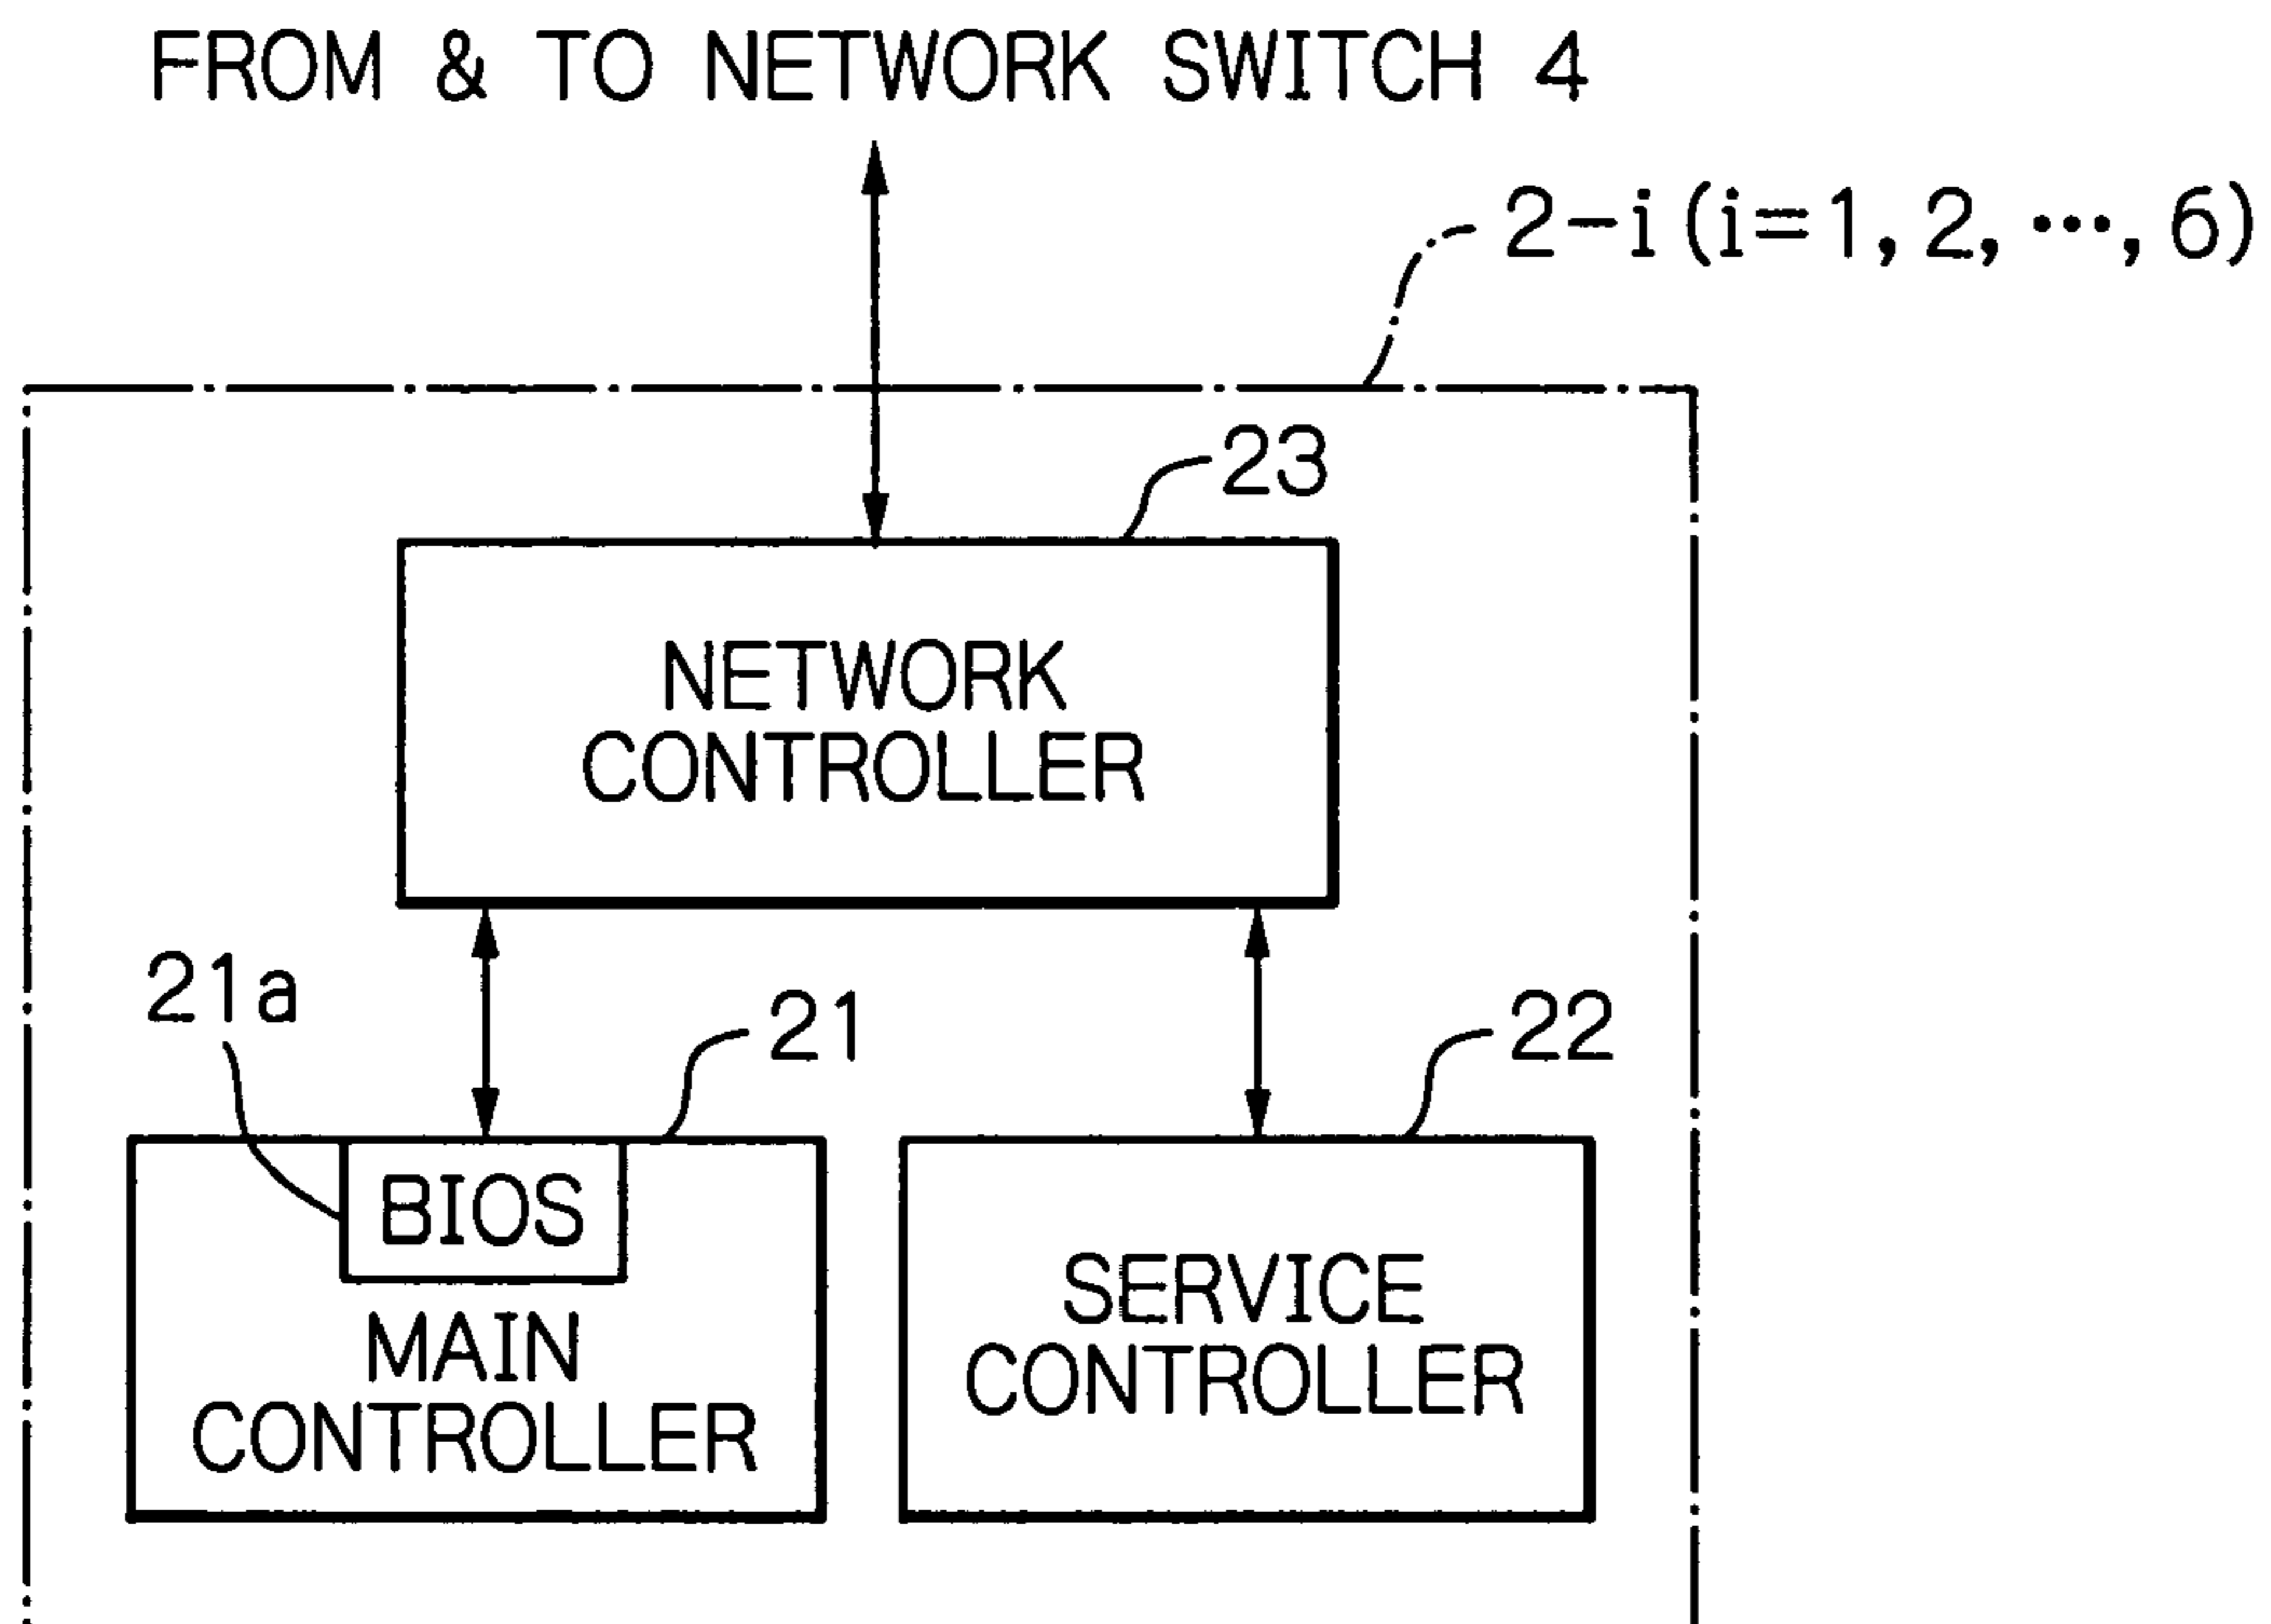 FROM & TO NETWORK SWITCH 4
2-i (i=1, 2, ···, 6)
23
NETWORK
CONTROLLER
21a
21
22
BIOS
MAIN
CONTROLLER
SERVICE
CONTROLLER